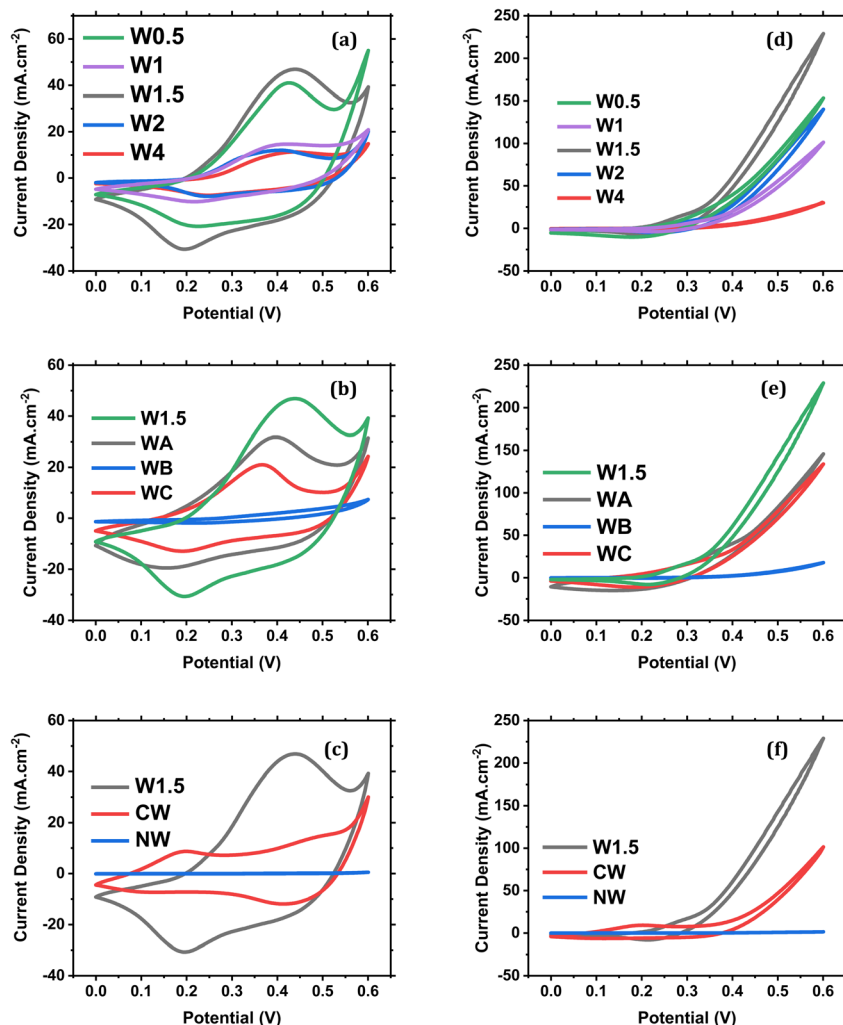 (a)
W0.5
W1
W1.5
W2
W4
60
40
20
0
-20
-40
0.0 0.1 0.2 0.3 0.4 0.5 0.6
Current Density (mA.cm-2)
Potential (V)
(d)
W0.5
W1
W1.5
W2
W4
250
200
150
100
50
0
-50
0.0 0.1 0.2 0.3 0.4 0.5 0.6
Current Density (mA.cm-2)
Potential (V)
(b)
W1.5
WA
WB
WC
60
40
20
0
-20
-40
0.0 0.1 0.2 0.3 0.4 0.5 0.6
Current Density (mA.cm-2)
Potential (V)
(e)
W1.5
WA
WB
WC
250
200
150
100
50
0
-50
0.0 0.1 0.2 0.3 0.4 0.5 0.6
Current Density (mA.cm-2)
Potential (V)
(c)
W1.5
CW
NW
60
40
20
0
-20
-40
0.0 0.1 0.2 0.3 0.4 0.5 0.6
Current Density (mA.cm-2)
Potential (V)
(f)
W1.5
CW
NW
250
200
150
100
50
0
-50
0.0 0.1 0.2 0.3 0.4 0.5 0.6
Current Density (mA.cm-2)
Potential (V)